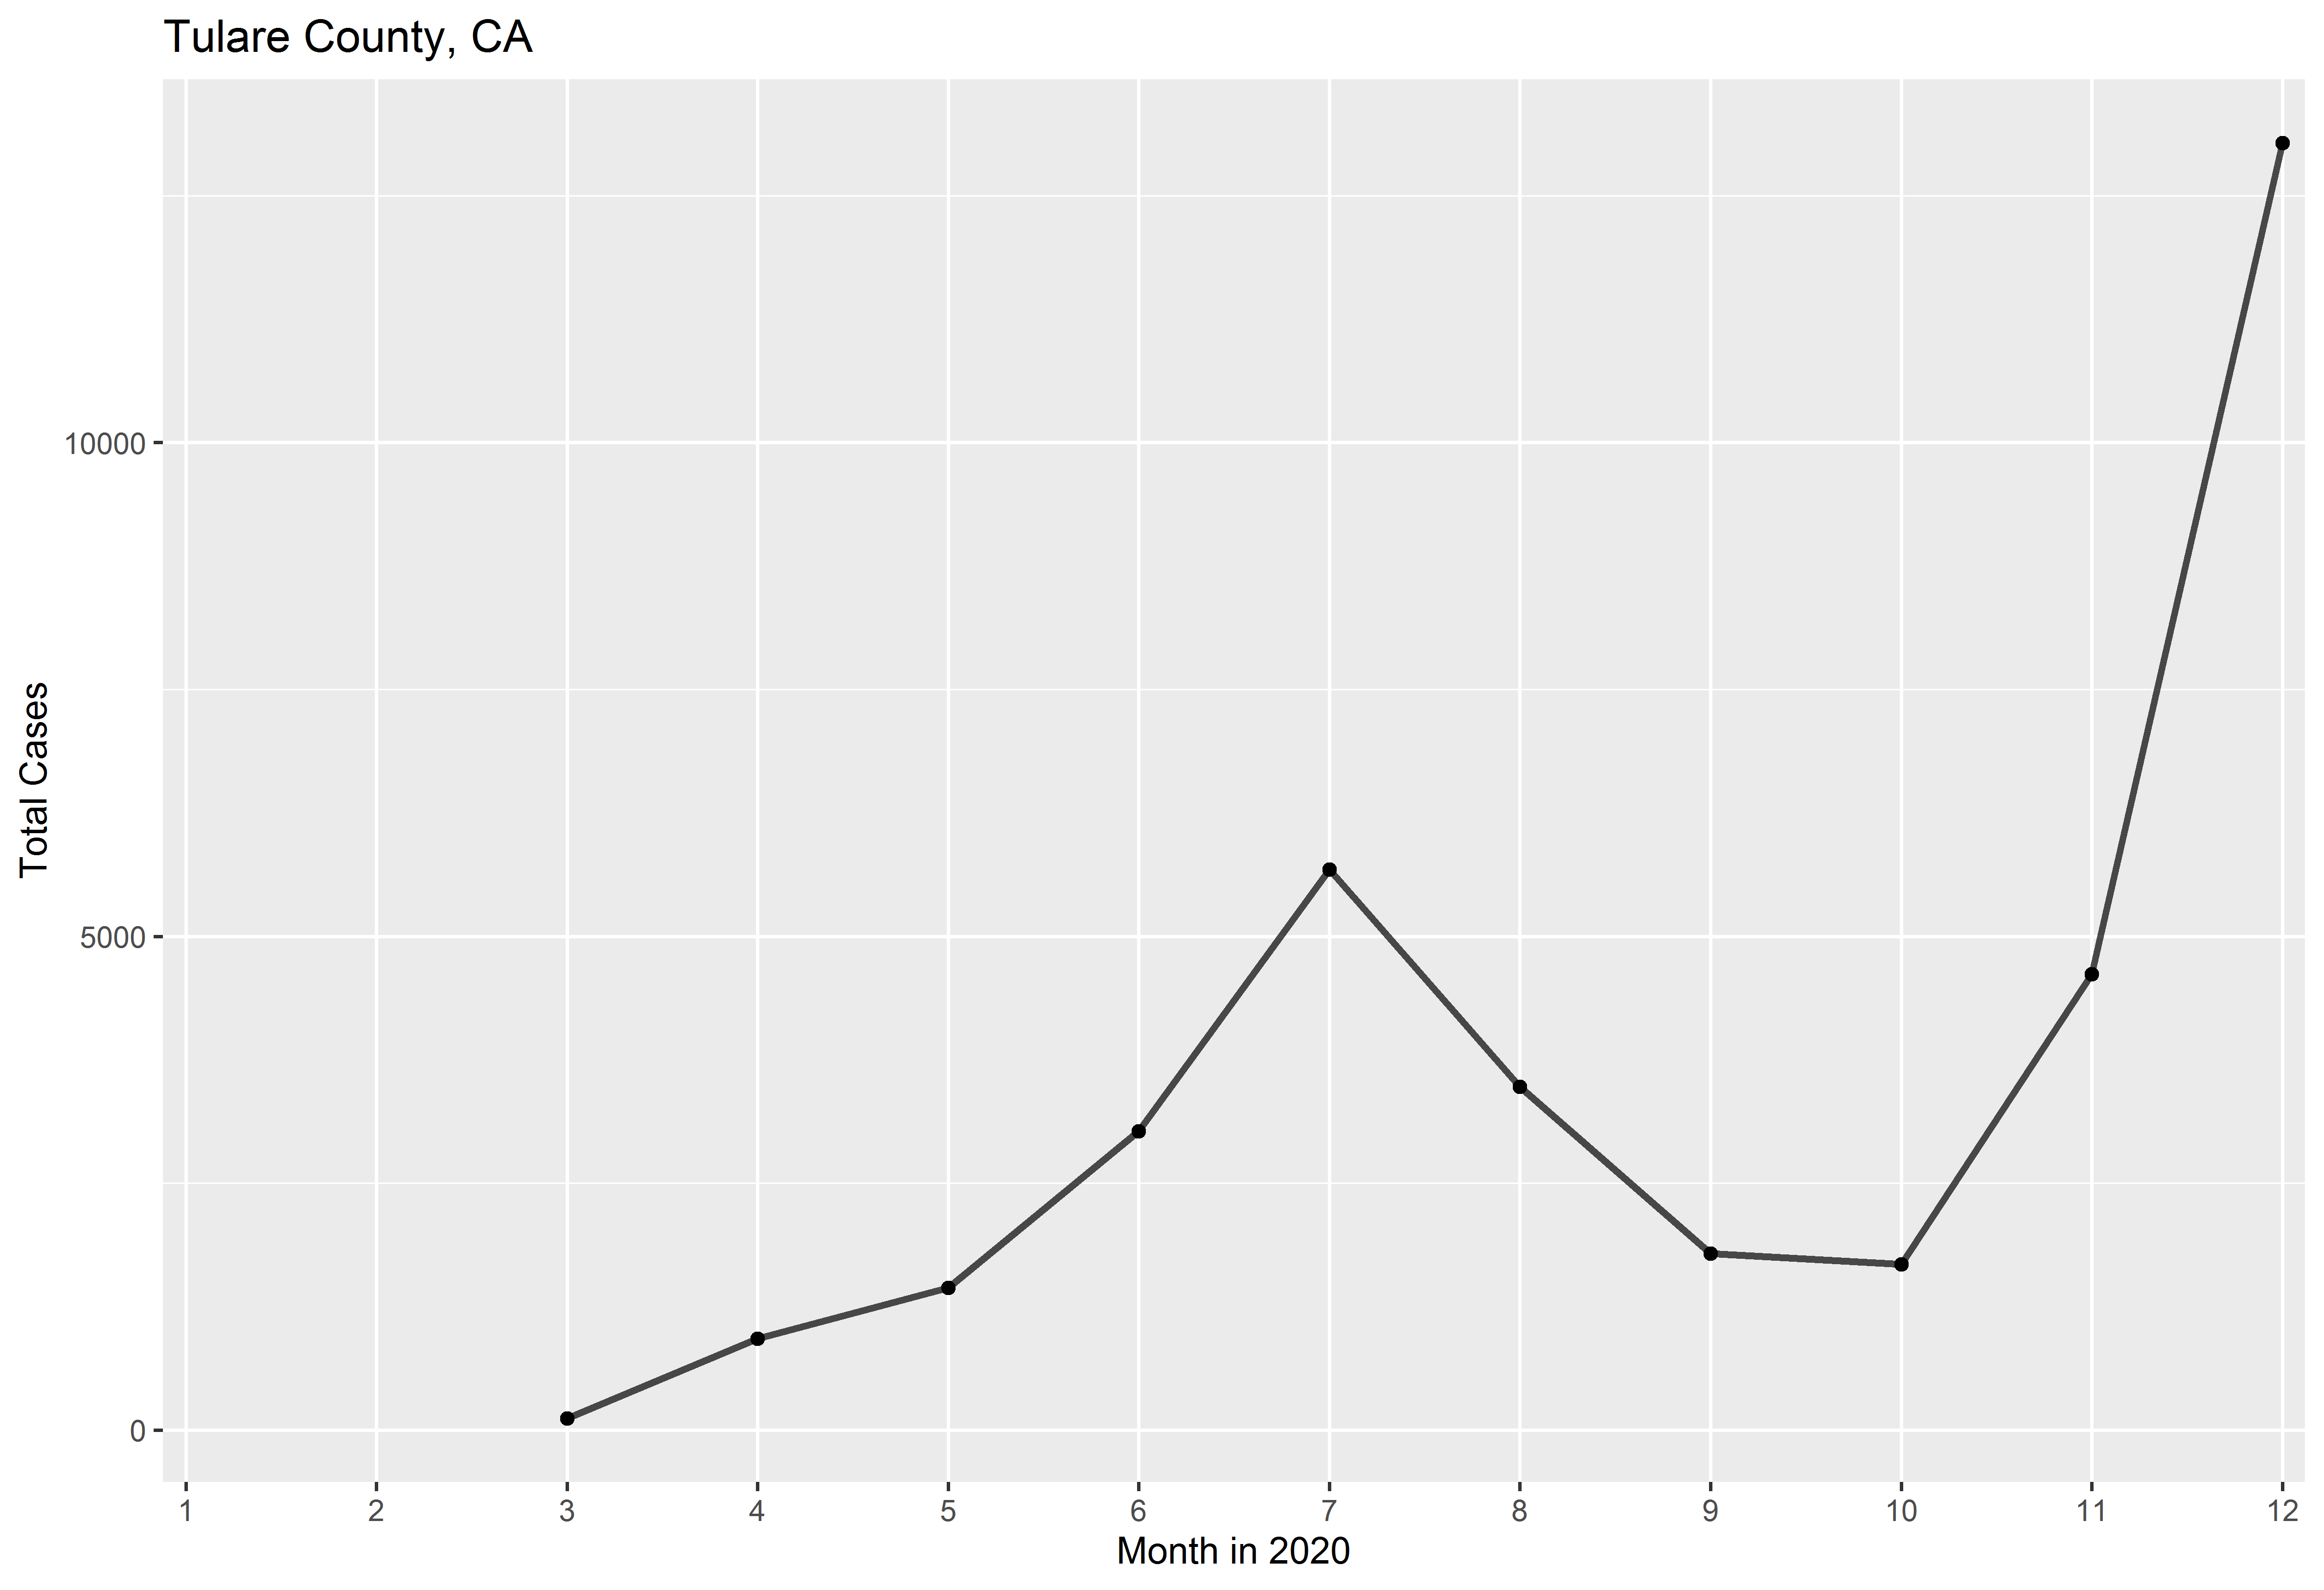 Tulare County, CA
Total Cases
10000
5000
0
1 2 3 4 5 6 7 8 9 10 11 12
Month in 2020